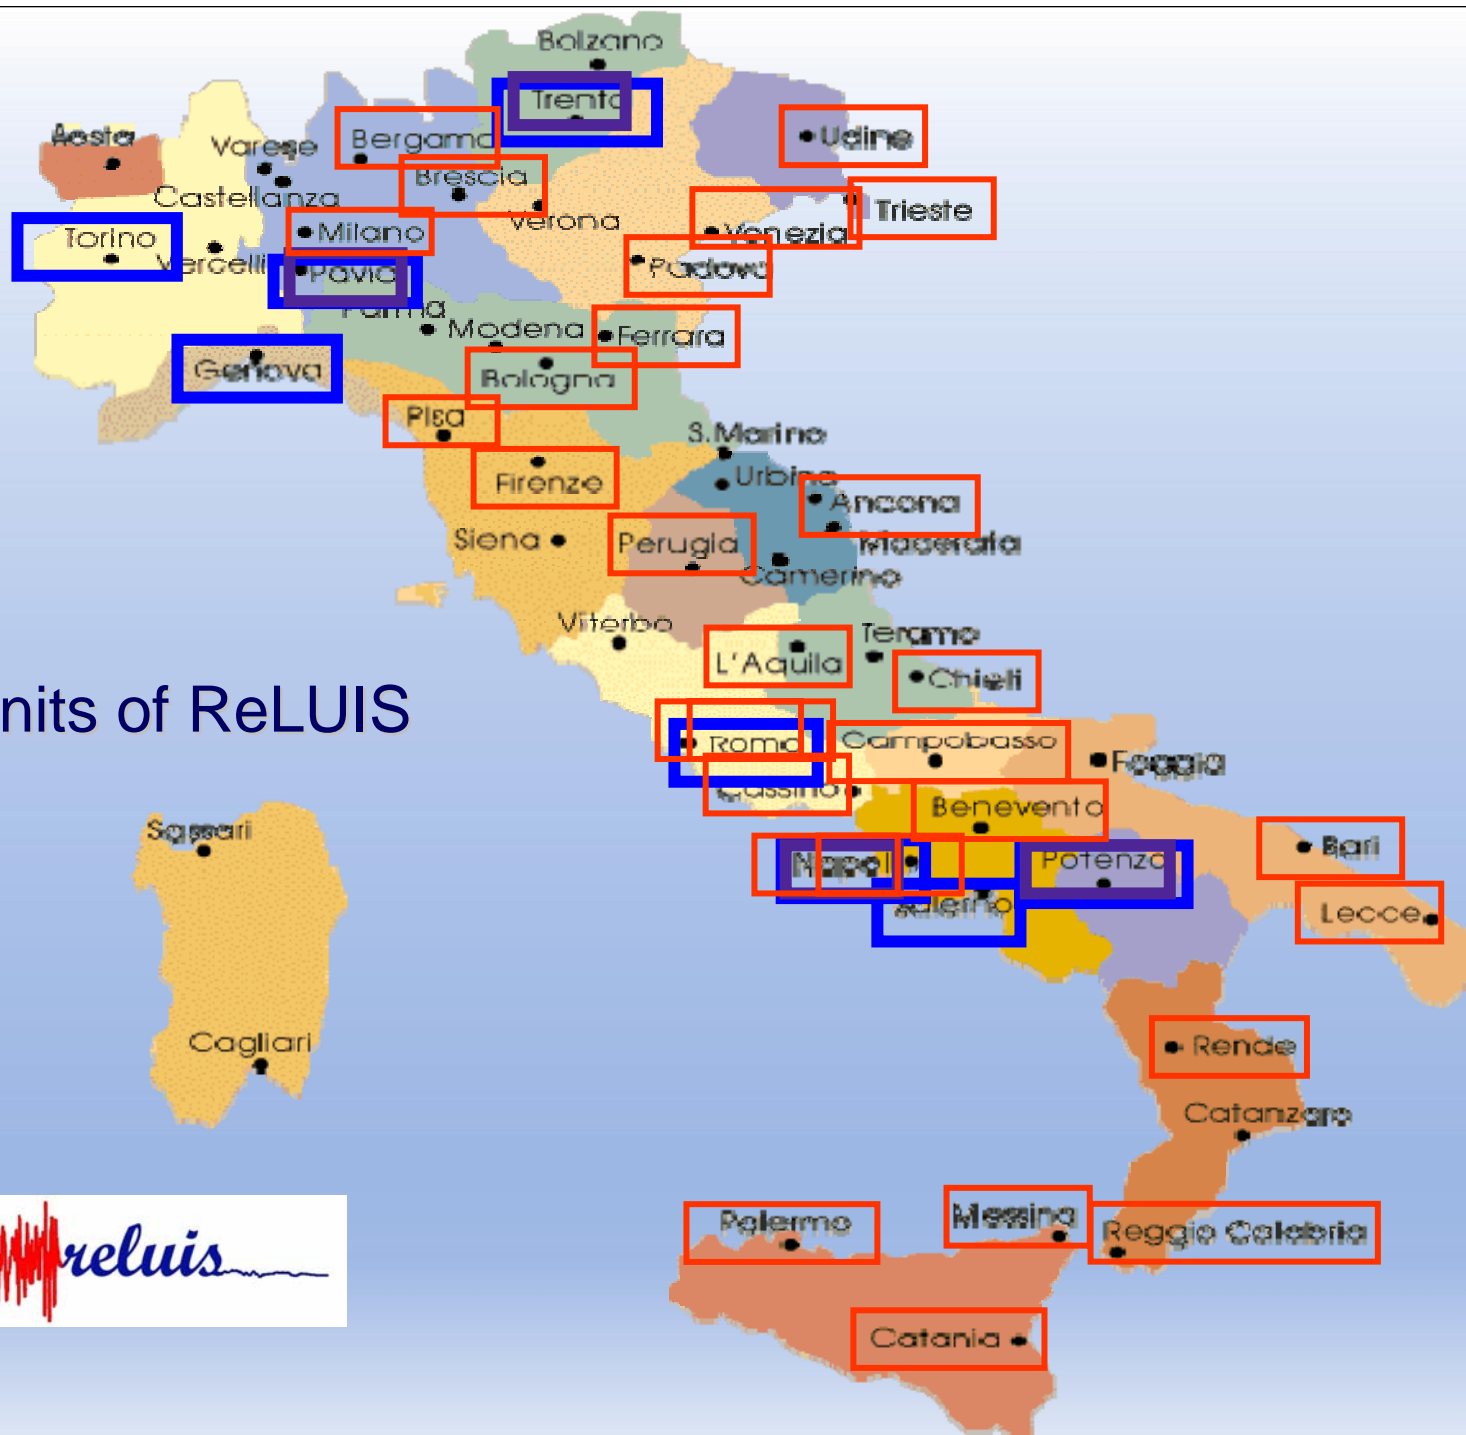 Bolzano
Trento
Aosta
Varese
Bergamo
Udine
Brescia
Castellanza
Verona
Trieste
Torino
Milano
Venezia
Vercelli
Pavia
Padova
Parma
Modena
Ferrara
Genova
Bologna
Pisa
S.Marino
Firenze
Urbino
Ancona
Siena
Perugia
Macerata
Camerino
Viterbo
Teramo
L'Aquila
Chieti
nits of ReLUIS
Roma
Campobasso
Foggia
Cassino
Benevento
Sassari
Napoli
Potenza
Bari
Salerno
Lecce
Cagliari
Rende
Catanzaro
Palermo
Messina
Reggio Calabria
reluis
Catania